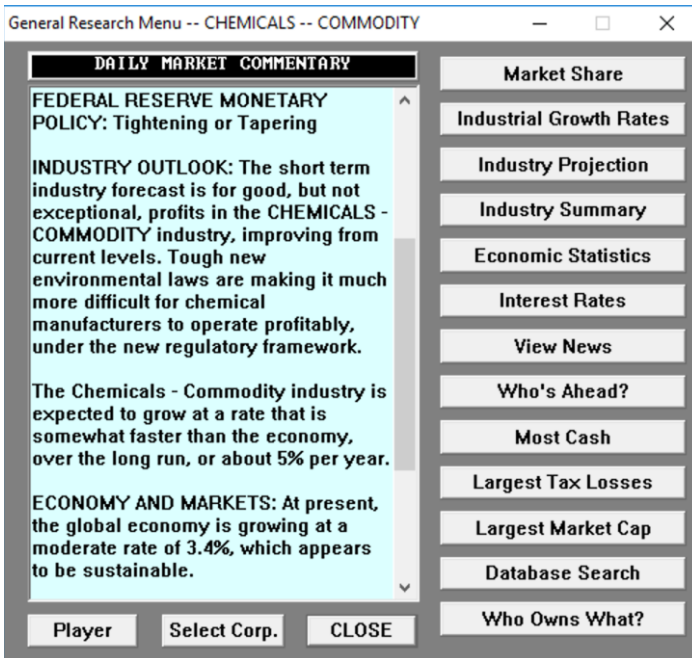 General Research Menu -- CHEMICALS -- COMMODITY
DAILY MARKET COMMENTARY
FEDERAL RESERVE MONETARY
POLICY: Tightening or Tapering
INDUSTRY OUTLOOK: The short term
industry forecast is for good, but not
exceptional, profits in the CHEMICALS -
COMMODITY industry, improving from
current levels. Tough new
environmental laws are making it much
more difficult for chemical
manufacturers to operate profitably,
under the new regulatory framework.
The Chemicals - Commodity industry is
expected to grow at a rate that is
somewhat faster than the economy,
over the long run, or about 5% per year.
ECONOMY AND MARKETS: At present,
the global economy is growing at a
moderate rate of 3.4%, which appears
to be sustainable.
Player
Select Corp.
CLOSE
Market Share
Industrial Growth Rates
Industry Projection
Industry Summary
Economic Statistics
Interest Rates
View News
Who's Ahead?
Most Cash
Largest Tax Losses
Largest Market Cap
Database Search
Who Owns What?